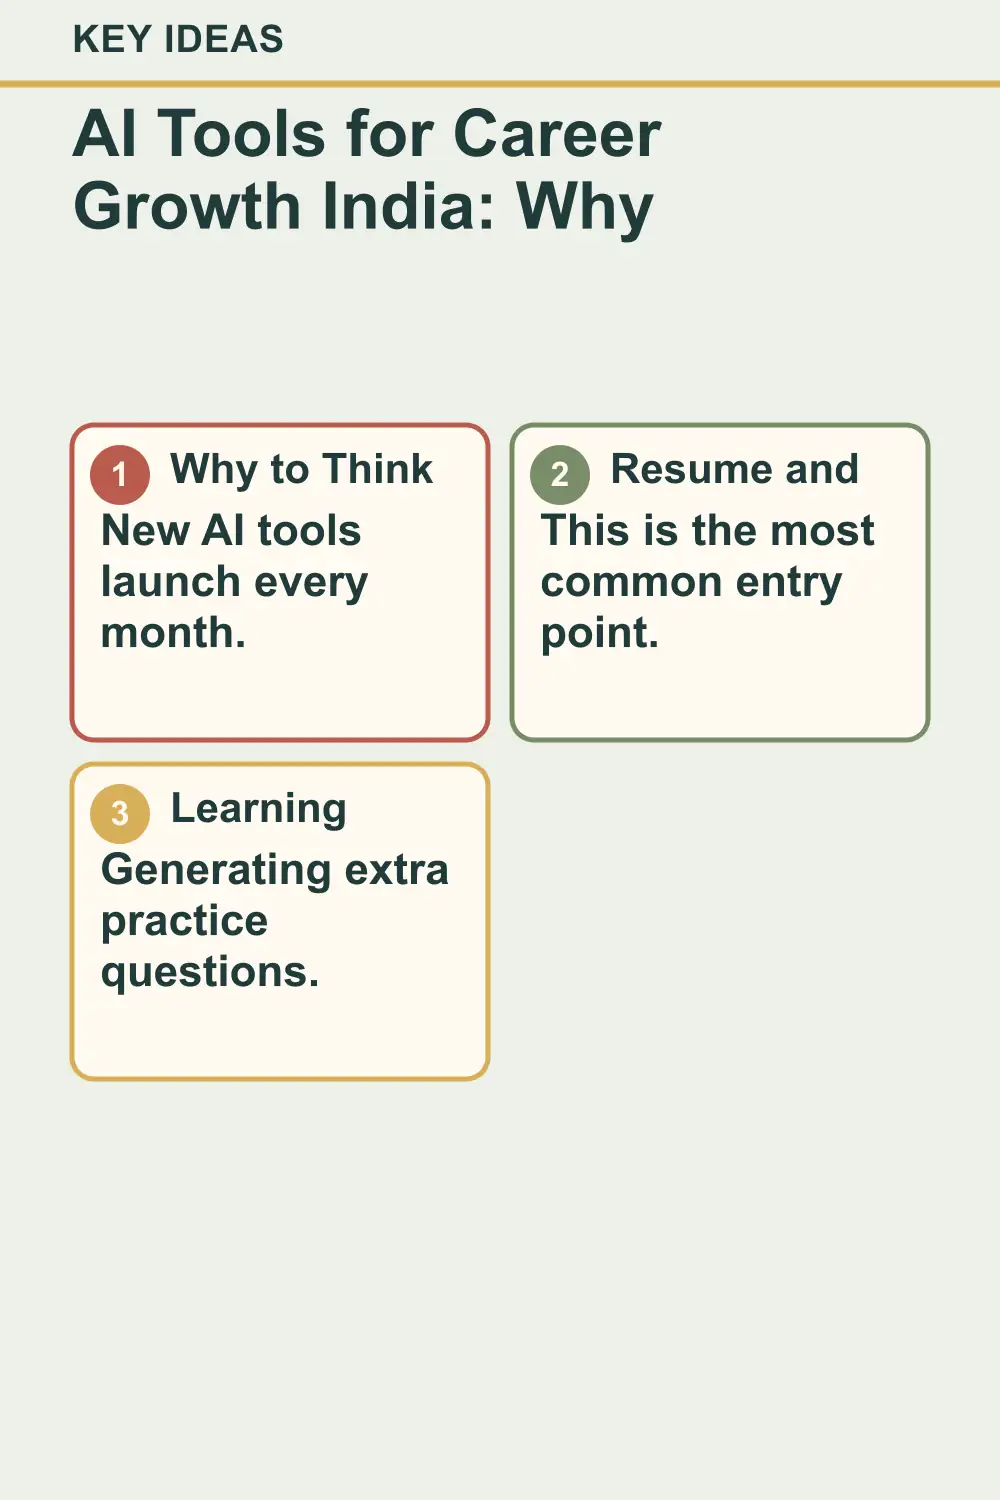 KEY IDEAS
AI Tools for Career
Growth India: Why
1 Why to Think
New AI tools
launch every
month.
2 Resume and
This is the most
common entry
point.
3 Learning
Generating extra
practice
questions.